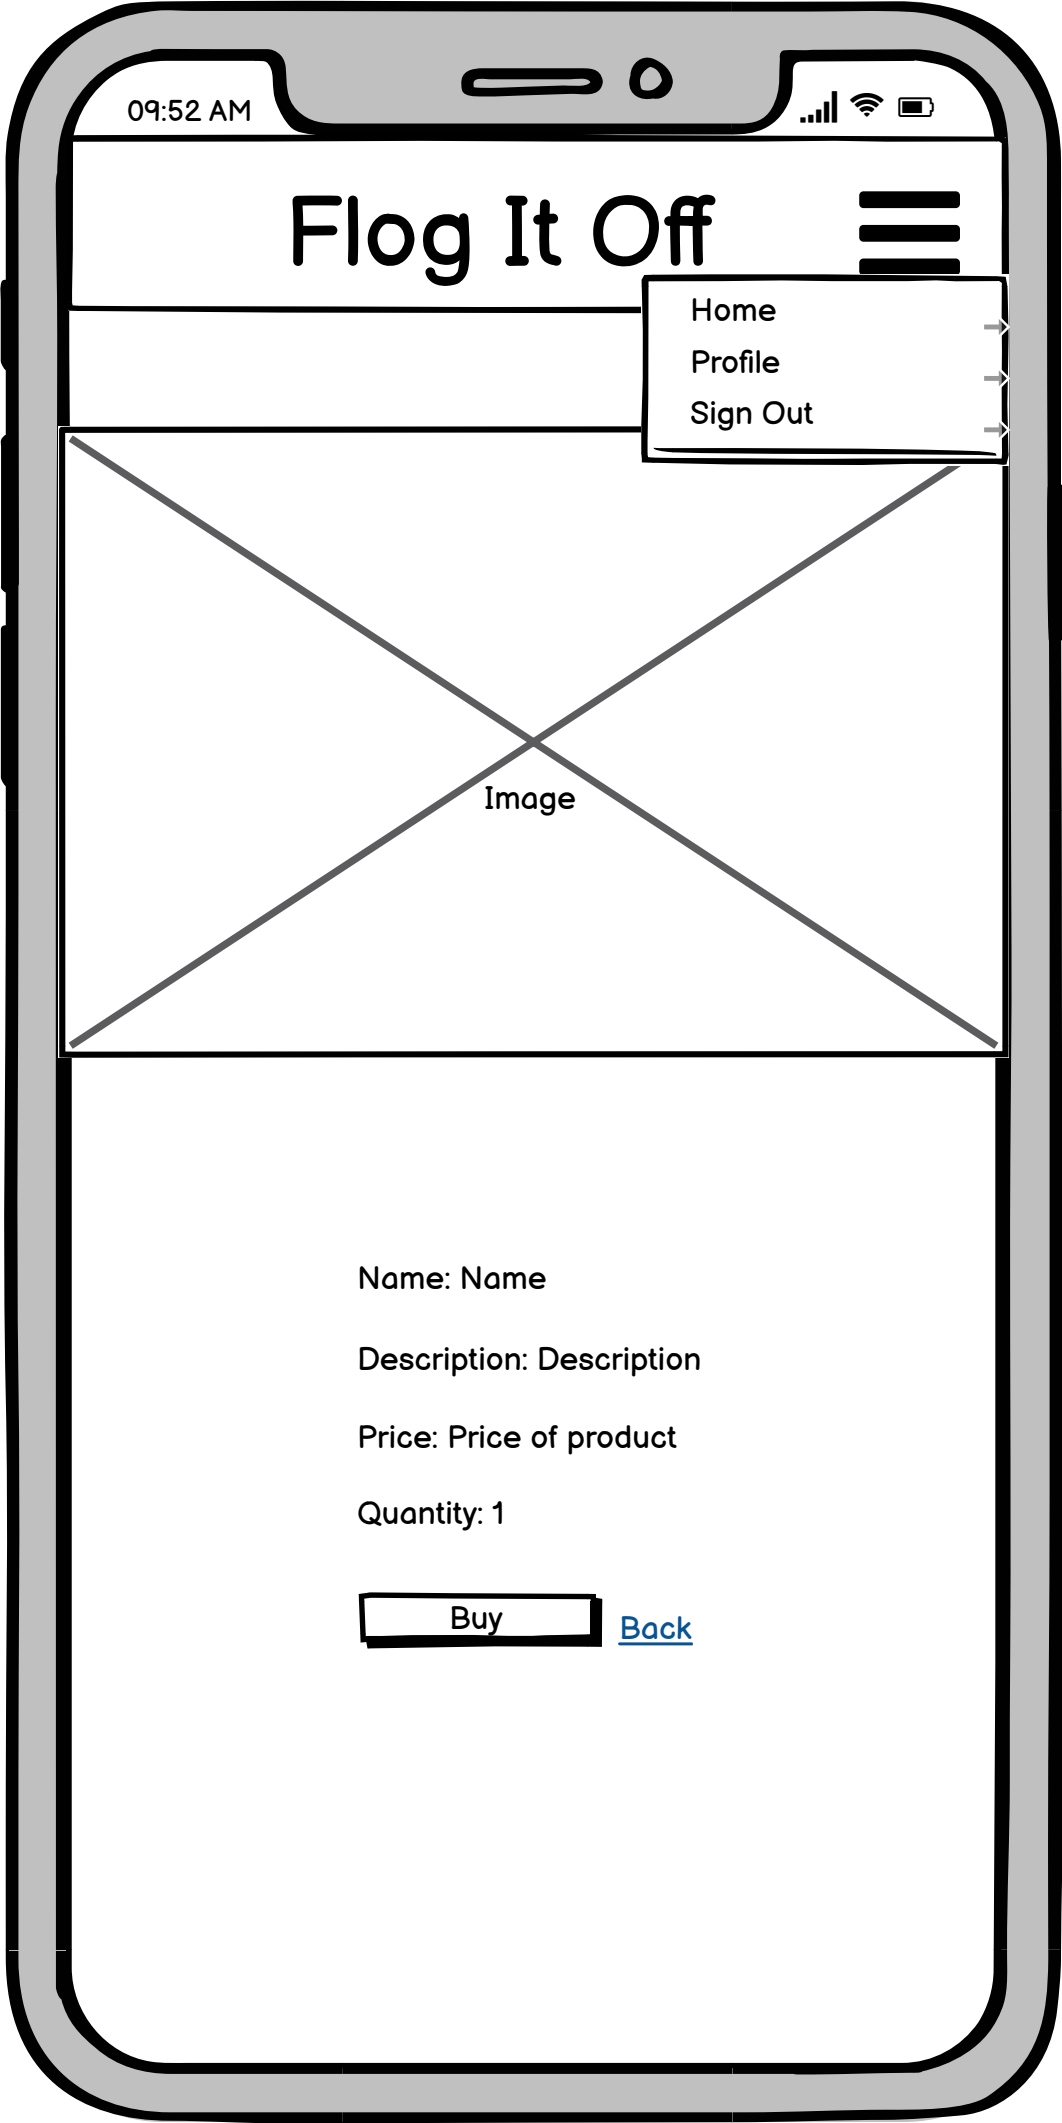 09:52 AM
Flog It Off
Home
Profile
Sign Out
Image
Name: Name
Description: Description
Price: Price of product
Quantity: 1
Buy
Back